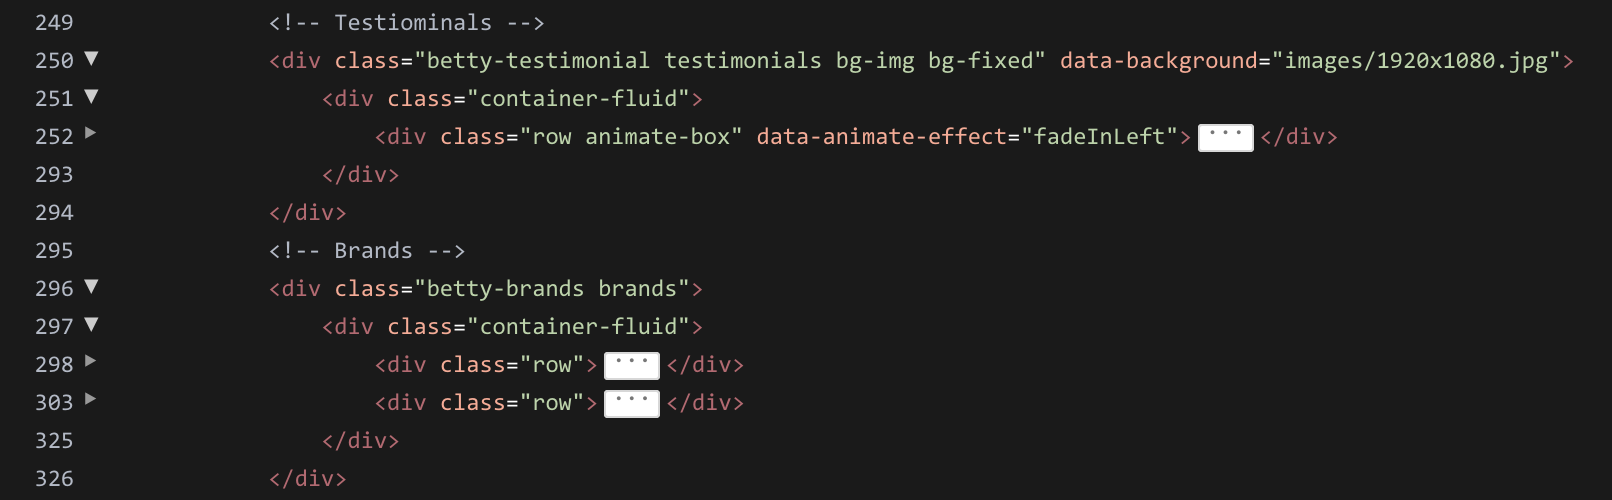 249 <!-- Testiominals -->
250 ▼ <div class="betty-testimonial testimonials bg-img bg-fixed" data-background="images/1920x1080.jpg">
251 ▼ <div class="container-fluid">
252 ▶ <div class="row animate-box" data-animate-effect="fadeInLeft"> ... </div>
293 </div>
294 </div>
295 <!-- Brands -->
296 ▼ <div class="betty-brands brands">
297 ▼ <div class="container-fluid">
298 ▶ <div class="row"> ... </div>
303 ▶ <div class="row"> ... </div>
325 </div>
326 </div>